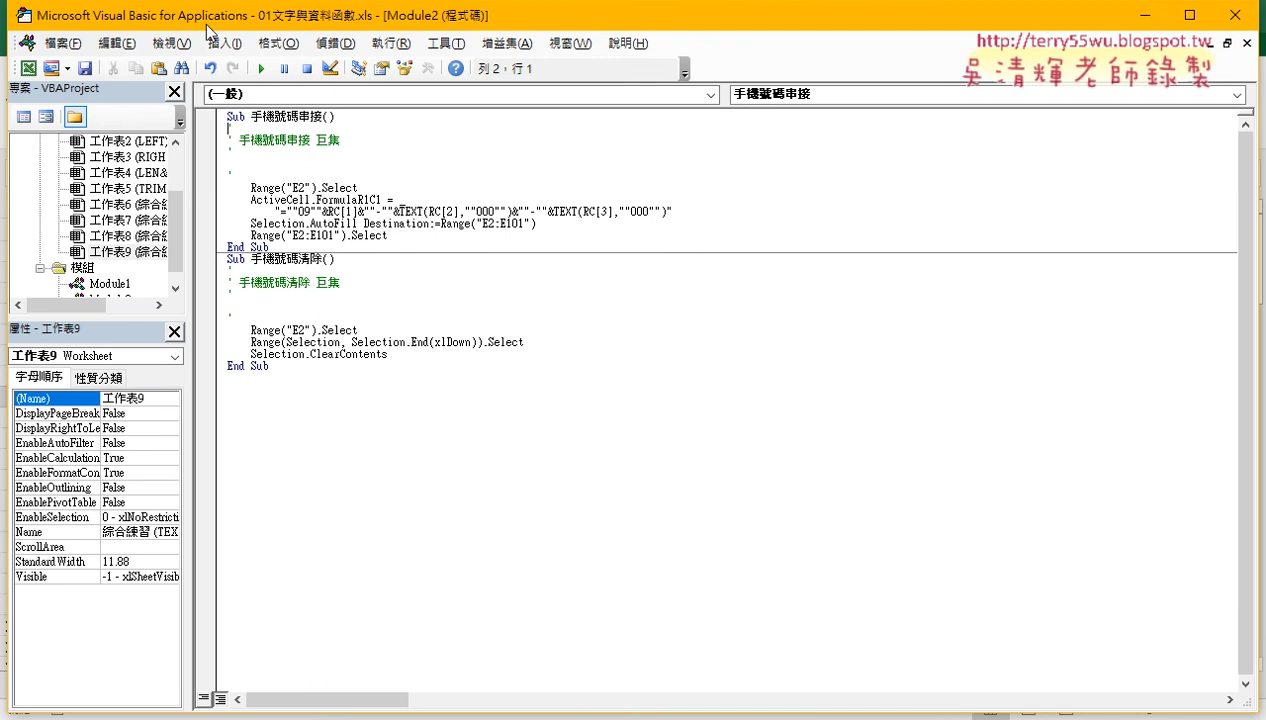 Microsoft Visual Basic for Applications - 01文字與資料函數.xls - [Module2 (程式碼)]
檔案(F) 編輯(E) 檢視(V) 插入(I) 格式(O) 偵錯(D) 執行(R) 工具(T) 增益集(A) 視窗(W) 說明(H)
http://terry55wu.blogspot.tw
吳清輝老師錄製
列 2，行 1
專案 - VBAProject
(一般)
手機號碼串接
工作表2 (LEFT;
工作表3 (RIGH
工作表4 (LEN&
工作表5 (TRIM
工作表6 (綜合
工作表7 (綜合
工作表8 (綜合
工作表9 (綜合
模組
Module1
Sub 手機號碼串接()
'
' 手機號碼串接 巨集
'
'
Range("E2").Select
ActiveCell.FormulaR1C1 = _
"=""09""&RC[1]&""-""&TEXT(RC[2],""000"")&""-""&TEXT(RC[3],""000"")"
Selection.AutoFill Destination:=Range("E2:E101")
Range("E2:E101").Select
End Sub
Sub 手機號碼清除()
'
' 手機號碼清除 巨集
'
'
Range("E2").Select
Range(Selection, Selection.End(xlDown)).Select
Selection.ClearContents
End Sub
屬性 - 工作表9
工作表9 Worksheet
字母順序 性質分類
(Name) 工作表9
DisplayPageBreak False
DisplayRightToLe False
EnableAutoFilter False
EnableCalculation True
EnableFormatCon True
EnableOutlining False
EnablePivotTable False
EnableSelection 0 - xlNoRestricti
Name 綜合練習 (TEX
ScrollArea
StandardWidth 11.88
Visible -1 - xlSheetVisib